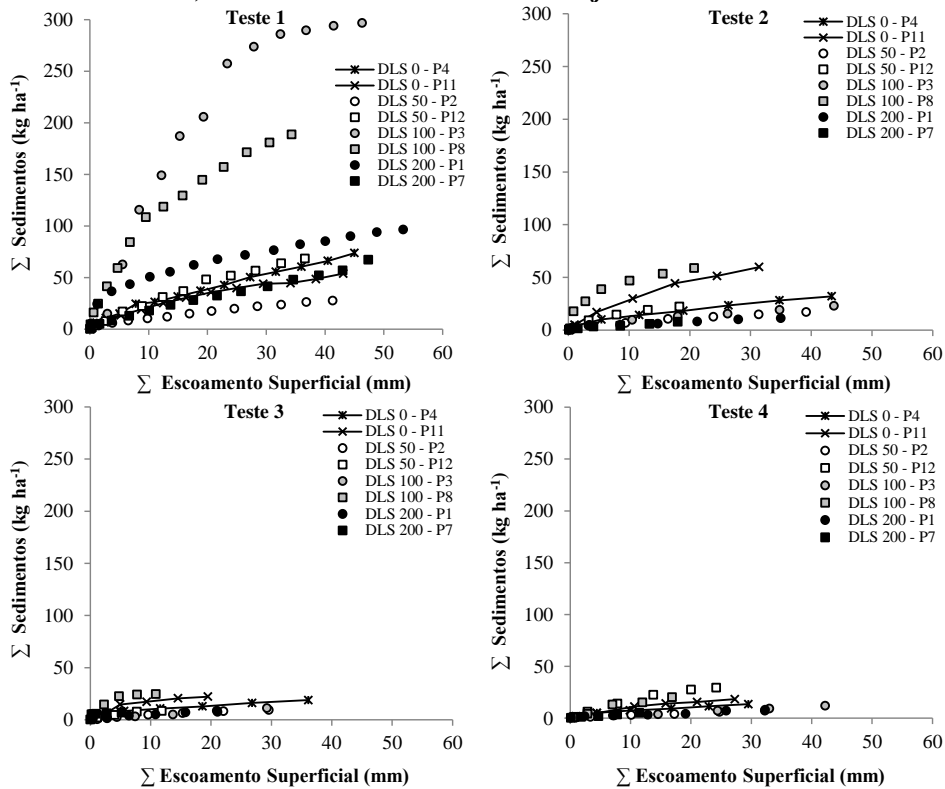 Teste 1
300
250
200
150
100
50
0
∑ Sedimentos (kg ha-1)
DLS 0 - P4
DLS 0 - P11
DLS 50 - P2
DLS 50 - P12
DLS 100 - P3
DLS 100 - P8
DLS 200 - P1
DLS 200 - P7
0 10 20 30 40 50 60
∑ Escoamento Superficial (mm)
Teste 2
300
250
200
150
100
50
0
∑ Sedimentos (kg ha-1)
DLS 0 - P4
DLS 0 - P11
DLS 50 - P2
DLS 50 - P12
DLS 100 - P3
DLS 100 - P8
DLS 200 - P1
DLS 200 - P7
0 10 20 30 40 50 60
∑ Escoamento Superficial (mm)
Teste 3
300
250
200
150
100
50
0
∑ Sedimentos (kg ha-1)
DLS 0 - P4
DLS 0 - P11
DLS 50 - P2
DLS 50 - P12
DLS 100 - P3
DLS 100 - P8
DLS 200 - P1
DLS 200 - P7
0 10 20 30 40 50 60
∑ Escoamento Superficial (mm)
Teste 4
300
250
200
150
100
50
0
∑ Sedimentos (kg ha-1)
DLS 0 - P4
DLS 0 - P11
DLS 50 - P2
DLS 50 - P12
DLS 100 - P3
DLS 100 - P8
DLS 200 - P1
DLS 200 - P7
0 10 20 30 40 50 60
∑ Escoamento Superficial (mm)